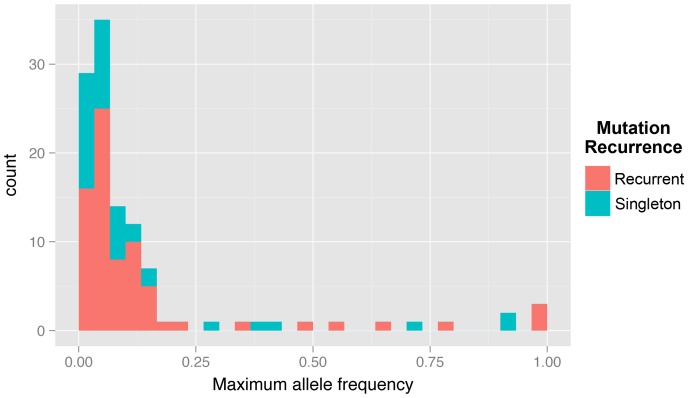 30
20
10
0
count
0.00 0.25 0.50 0.75 1.00
Maximum allele frequency
Mutation
Recurrence
Recurrent
Singleton